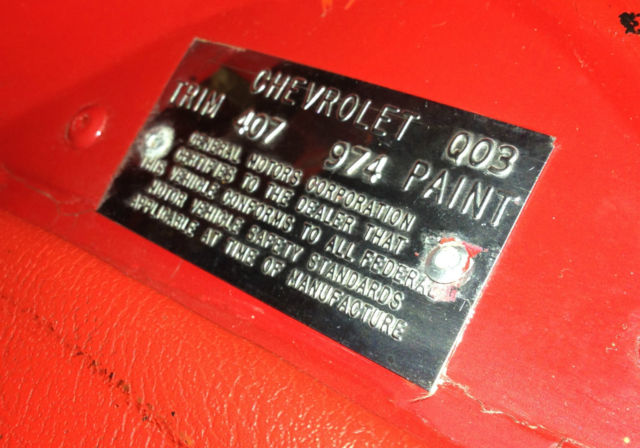 CHEVROLET Q03
TRIM 407 974 PAINT
GENERAL MOTORS CORPORATION
CERTIFIES TO THE DEALER THAT
THIS VEHICLE CONFORMS TO ALL FEDERAL
MOTOR VEHICLE SAFETY STANDARDS
APPLICABLE AT TIME OF MANUFACTURE